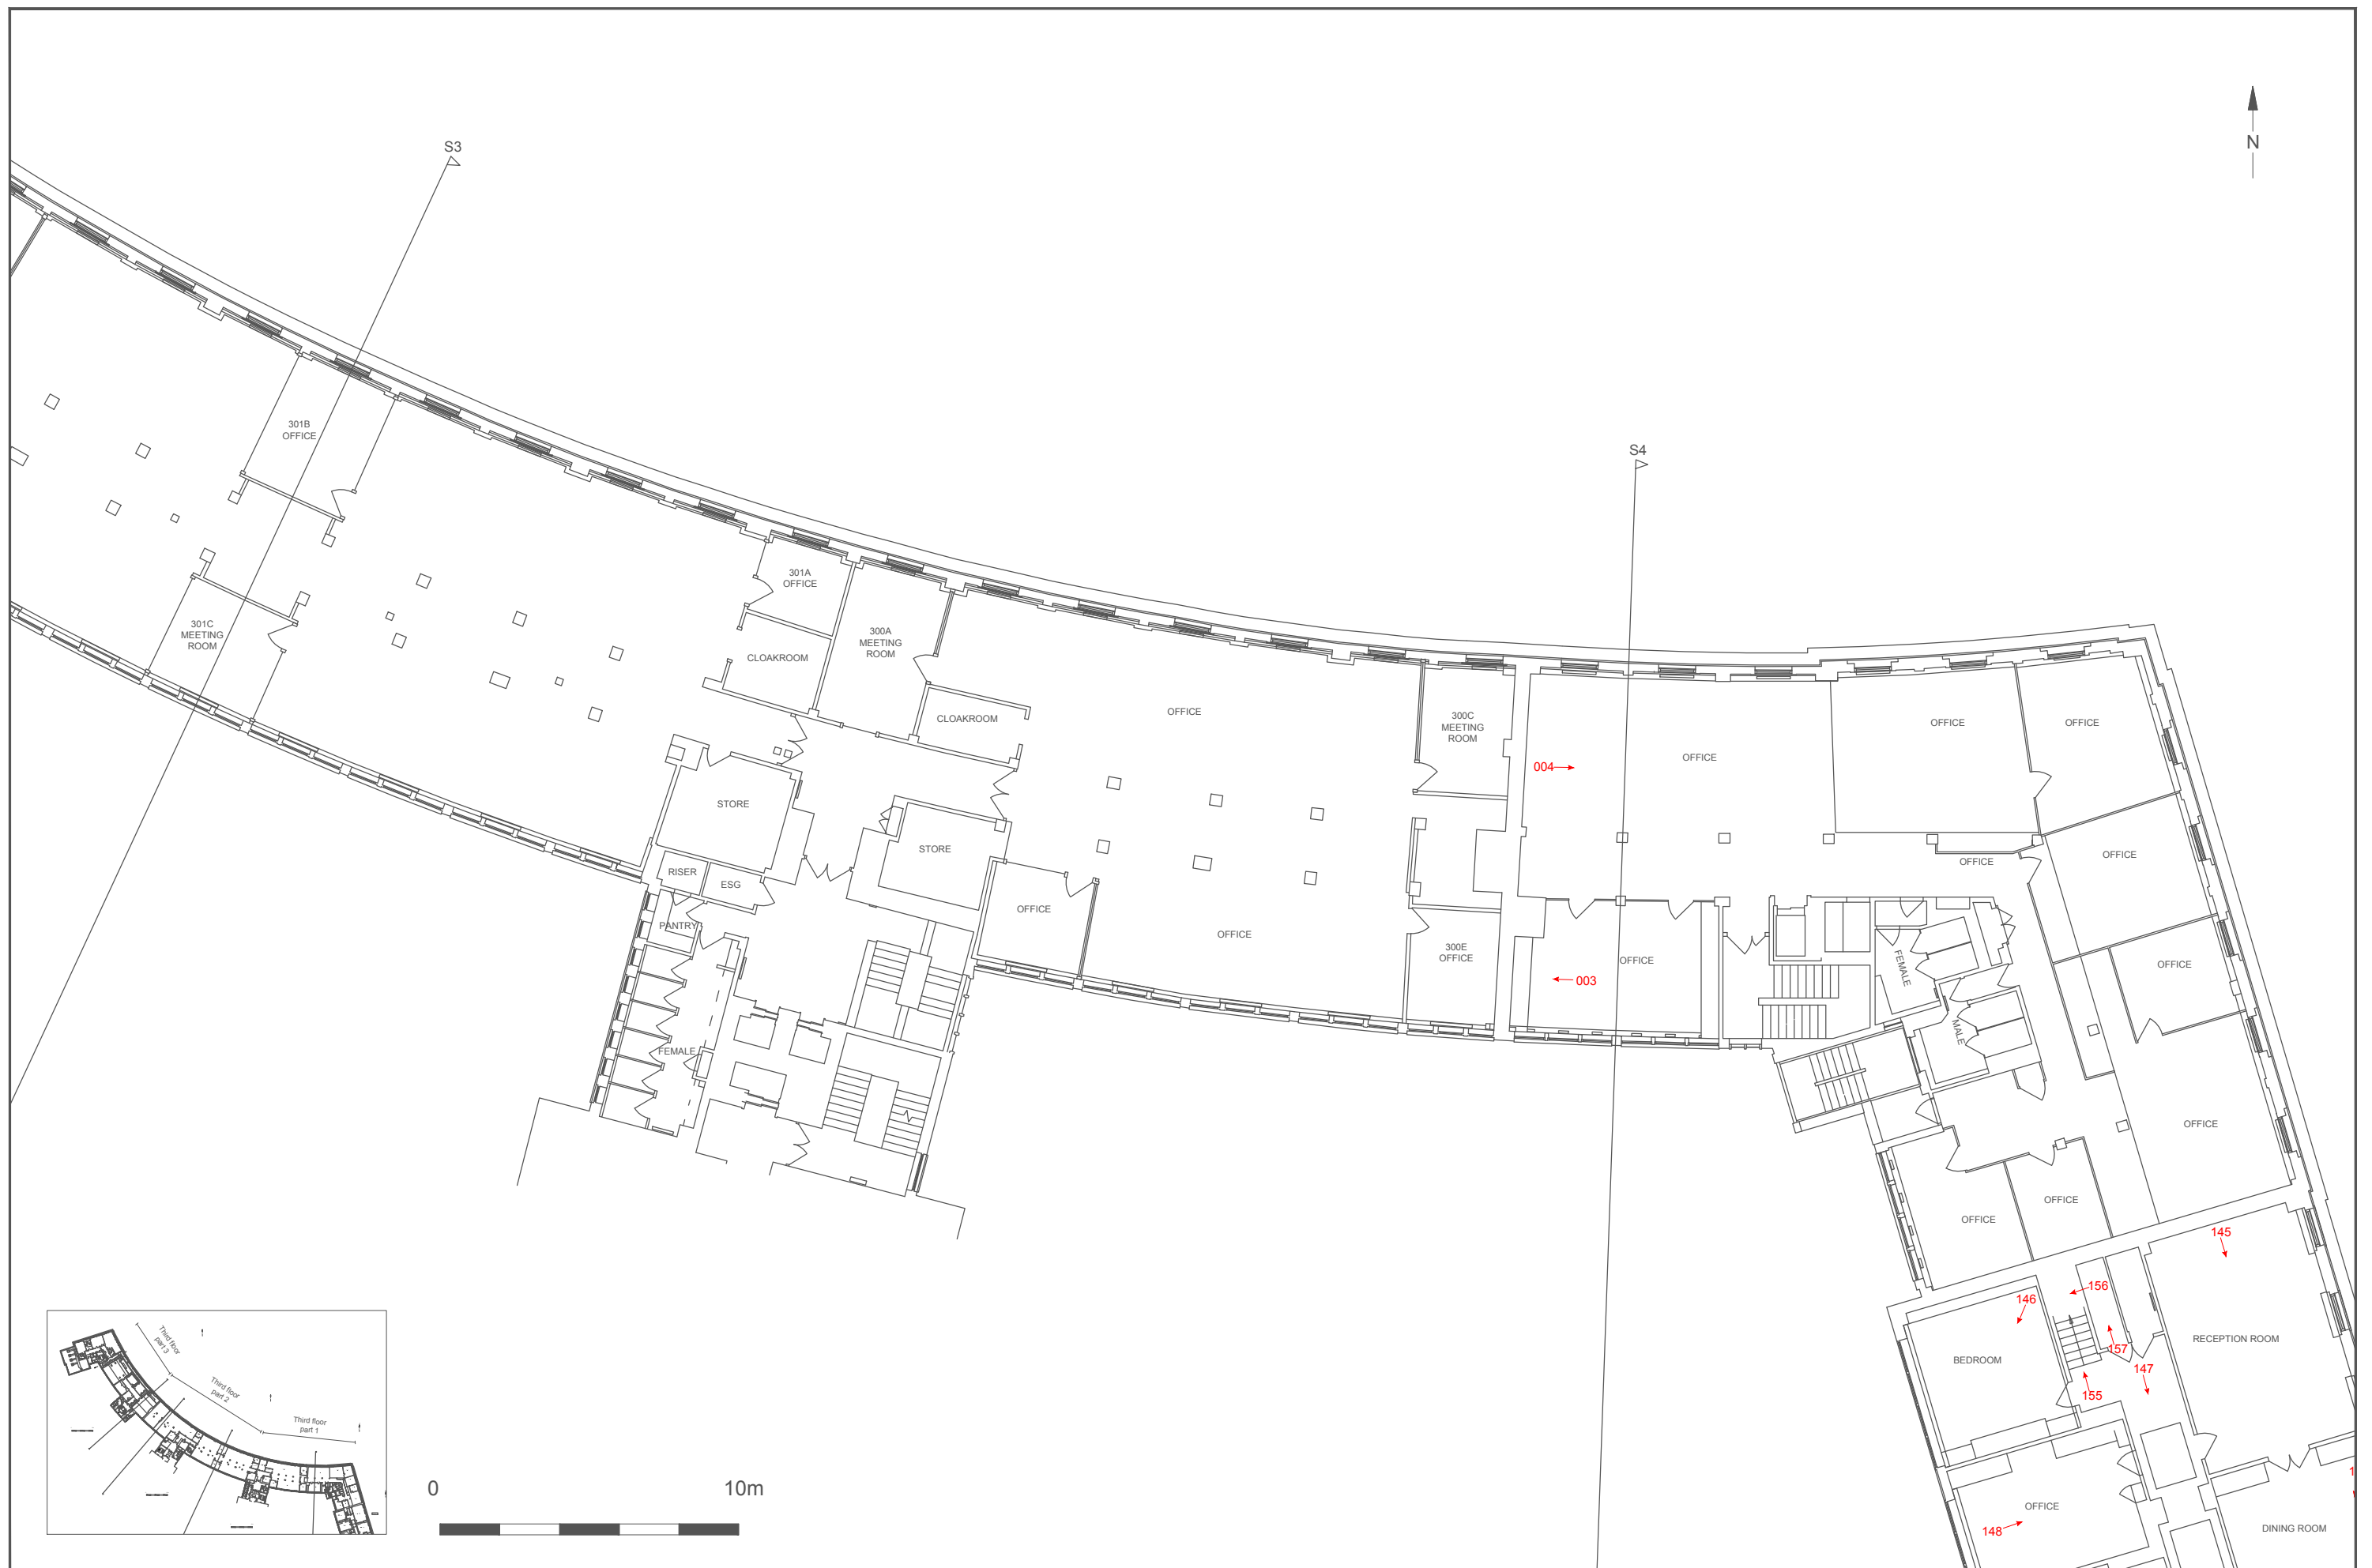 S3
N
S4
301B
OFFICE
301A
OFFICE
301C
MEETING
ROOM
300A
MEETING
ROOM
CLOAKROOM
CLOAKROOM
OFFICE
300C
MEETING
ROOM
OFFICE
OFFICE
OFFICE
004
STORE
STORE
OFFICE
OFFICE
RISER
ESG
OFFICE
PANTRY
OFFICE
300E
OFFICE
OFFICE
003
FEMALE
OFFICE
MALE
FEMALE
OFFICE
OFFICE
OFFICE
145
156
146
157
147
155
RECEPTION ROOM
BEDROOM
OFFICE
148
DINING ROOM
Third floor
part 3
Third floor
part 2
Third floor
part 1
0
10m